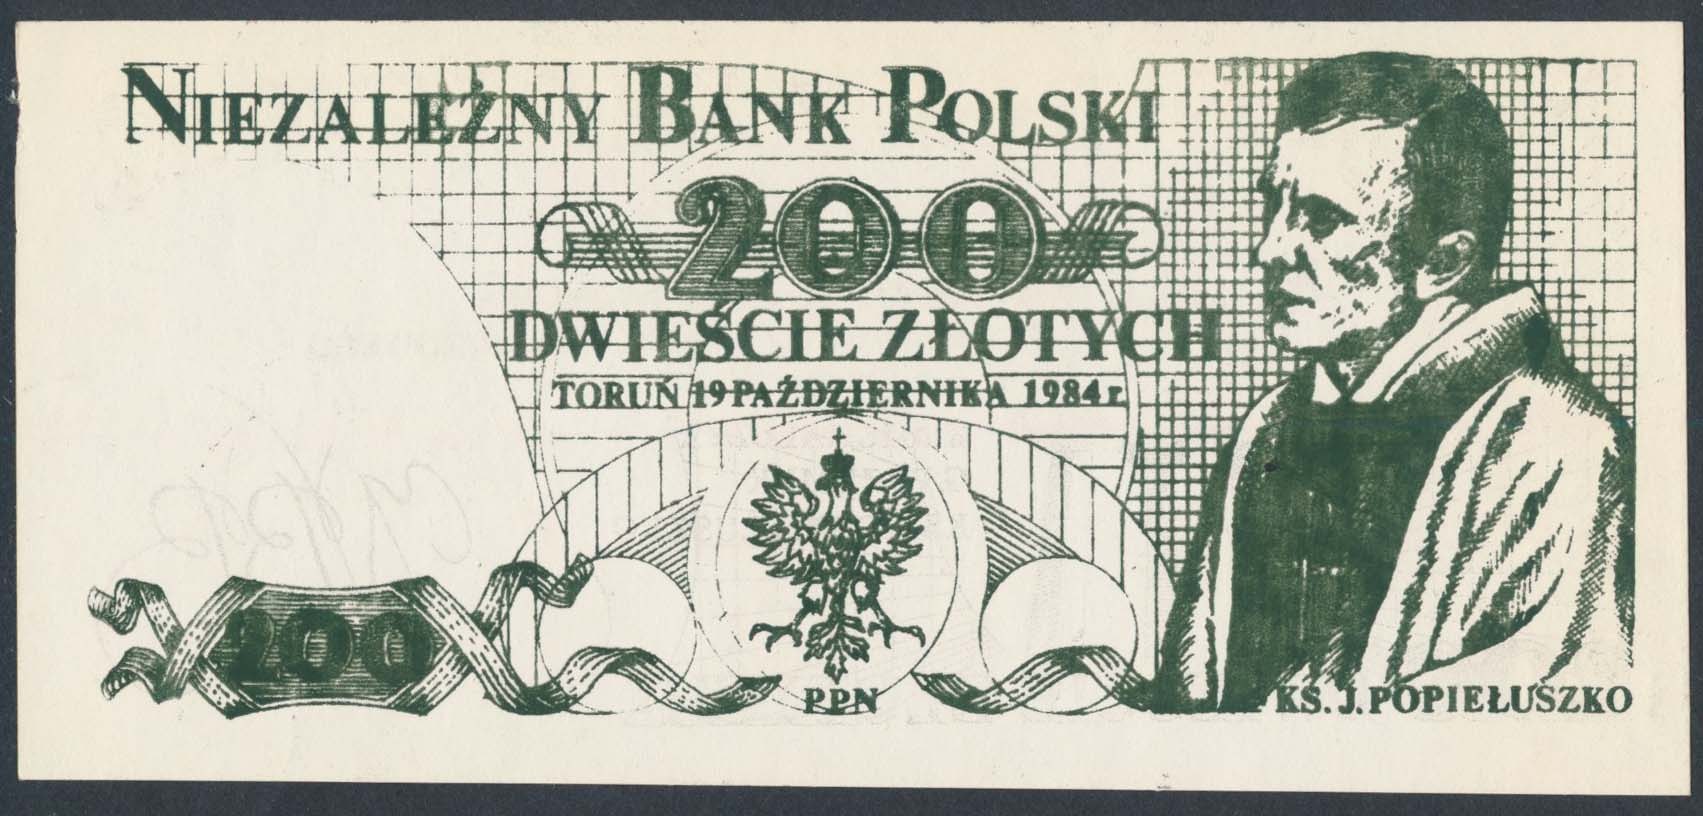 NIEZALEŻNY BANK POLSKI
200
DWIEŚCIE ZŁOTYCH
TORUŃ 19 PAŹDZIERNIKA 1984 r.
200
PPN
KS. J. POPIEŁUSZKO